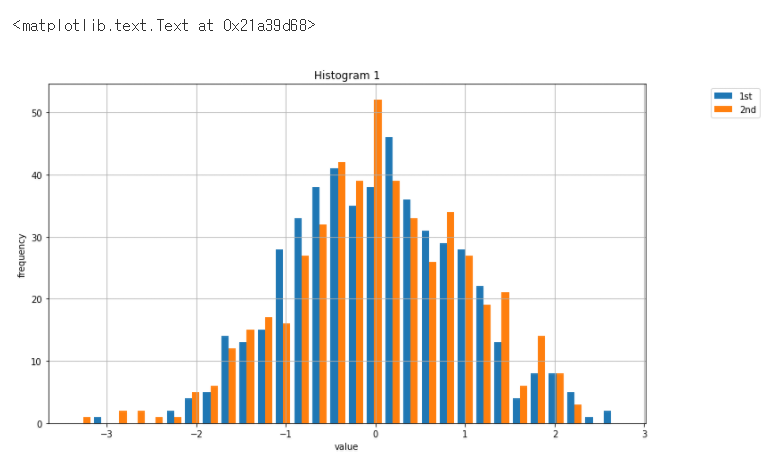 <matplotlib.text.Text at 0x21a39d68>
Histogram 1
1st
2nd
50
40
30
20
10
0
frequency
−3
−2
−1
0
1
2
3
value